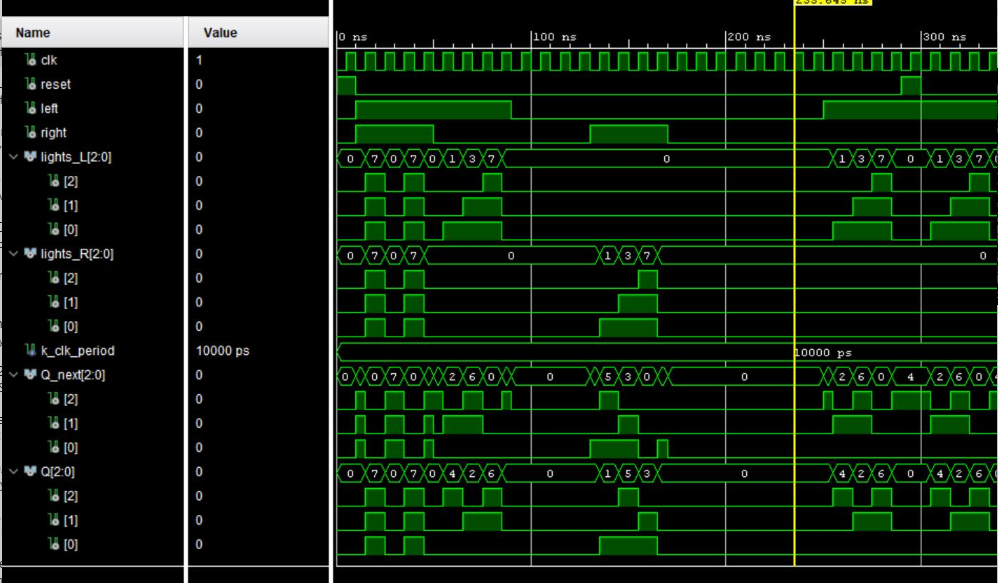 ns
Name Value
0 ns 100 ns 200 ns 300 ns
clk 1
reset 0
left 0
right 0
lights_L[2:0] 0 0 7 0 7 0 1 3 7 0 1 3 7 0 1 3 7
[2] 0
[1] 0
[0] 0
lights_R[2:0] 0 0 7 0 7 0 1 3 7 0
[2] 0
[1] 0
[0] 0
k_clk_period 10000 ps 10000 ps
Q_next[2:0] 0 0 0 7 0 2 6 0 0 5 3 0 0 2 6 0 4 2 6 0
[2] 0
[1] 0
[0] 0
Q[2:0] 0 0 7 0 7 0 4 2 6 0 1 5 3 0 4 2 6 0 4 2 6
[2] 0
[1] 0
[0] 0